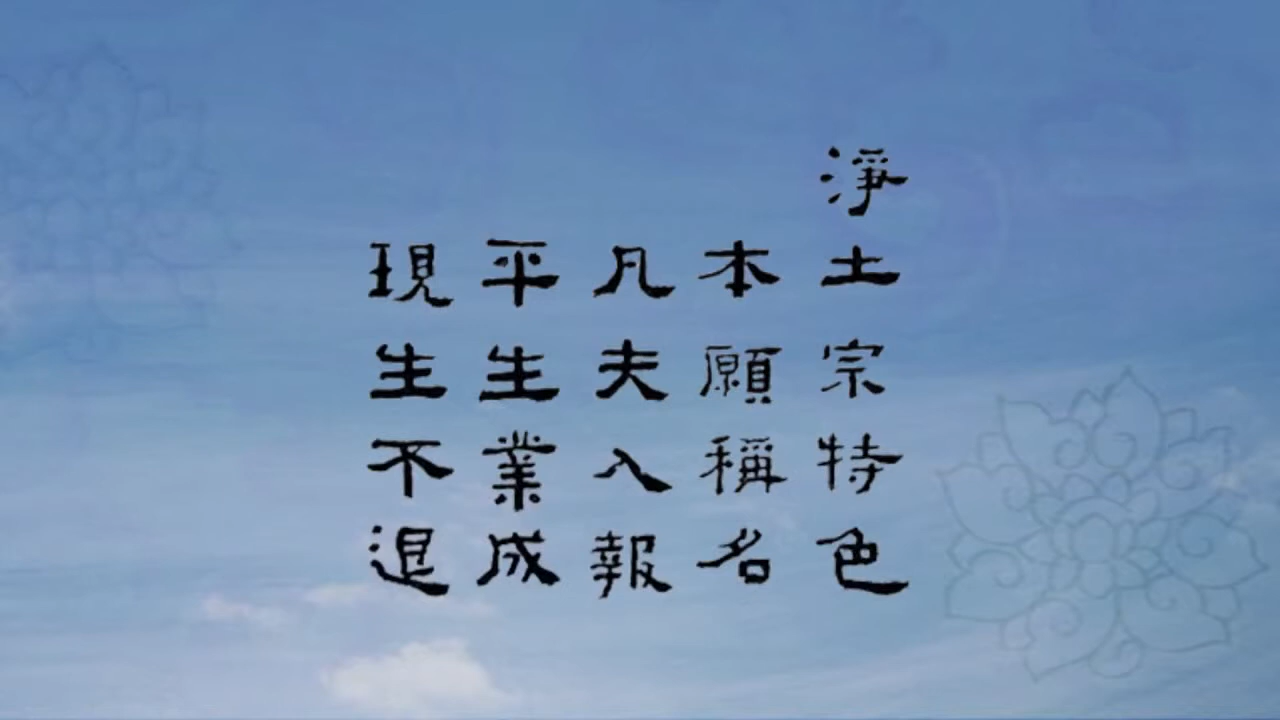 淨土宗特色
本願稱名
凡夫入報
平生業成
現生不退